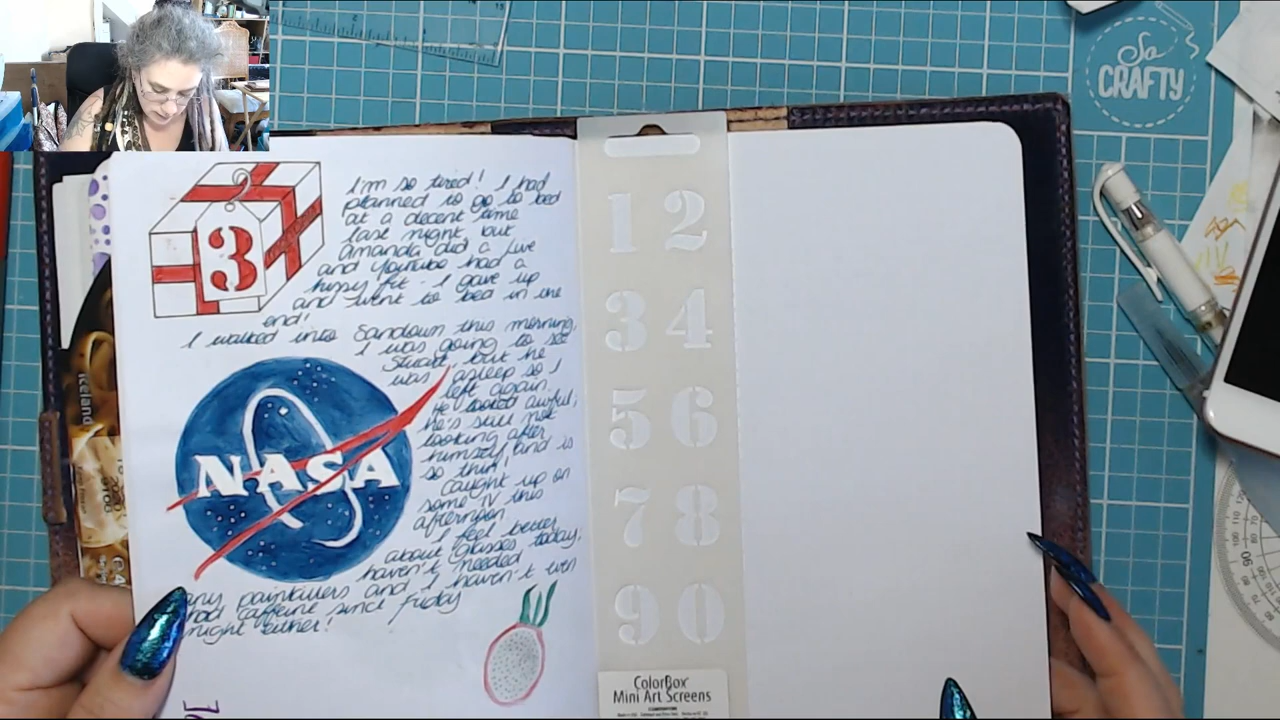 So
CRAFTY
3
I'm so tired! I had
planned to go to bed
at a decent time
last night but
Amanda did a live
and Youtube had a
hissy fit - I gave up
and went to bed in the
end!
I walked into Sandown this morning,
I was going to see
Stuart, but he
was asleep so I
left again.
He looked awful,
he's still not
looking after
himself and is
so thin!
Caught up on
some TV this
afternoon
I feel better
about glasses today,
haven't needed
any painkillers and I haven't even
had caffeine since Friday
night either!
NASA
Iceland
1 2
3 4
5 6
7 8
9 0
ColorBox
Mini Art Screens